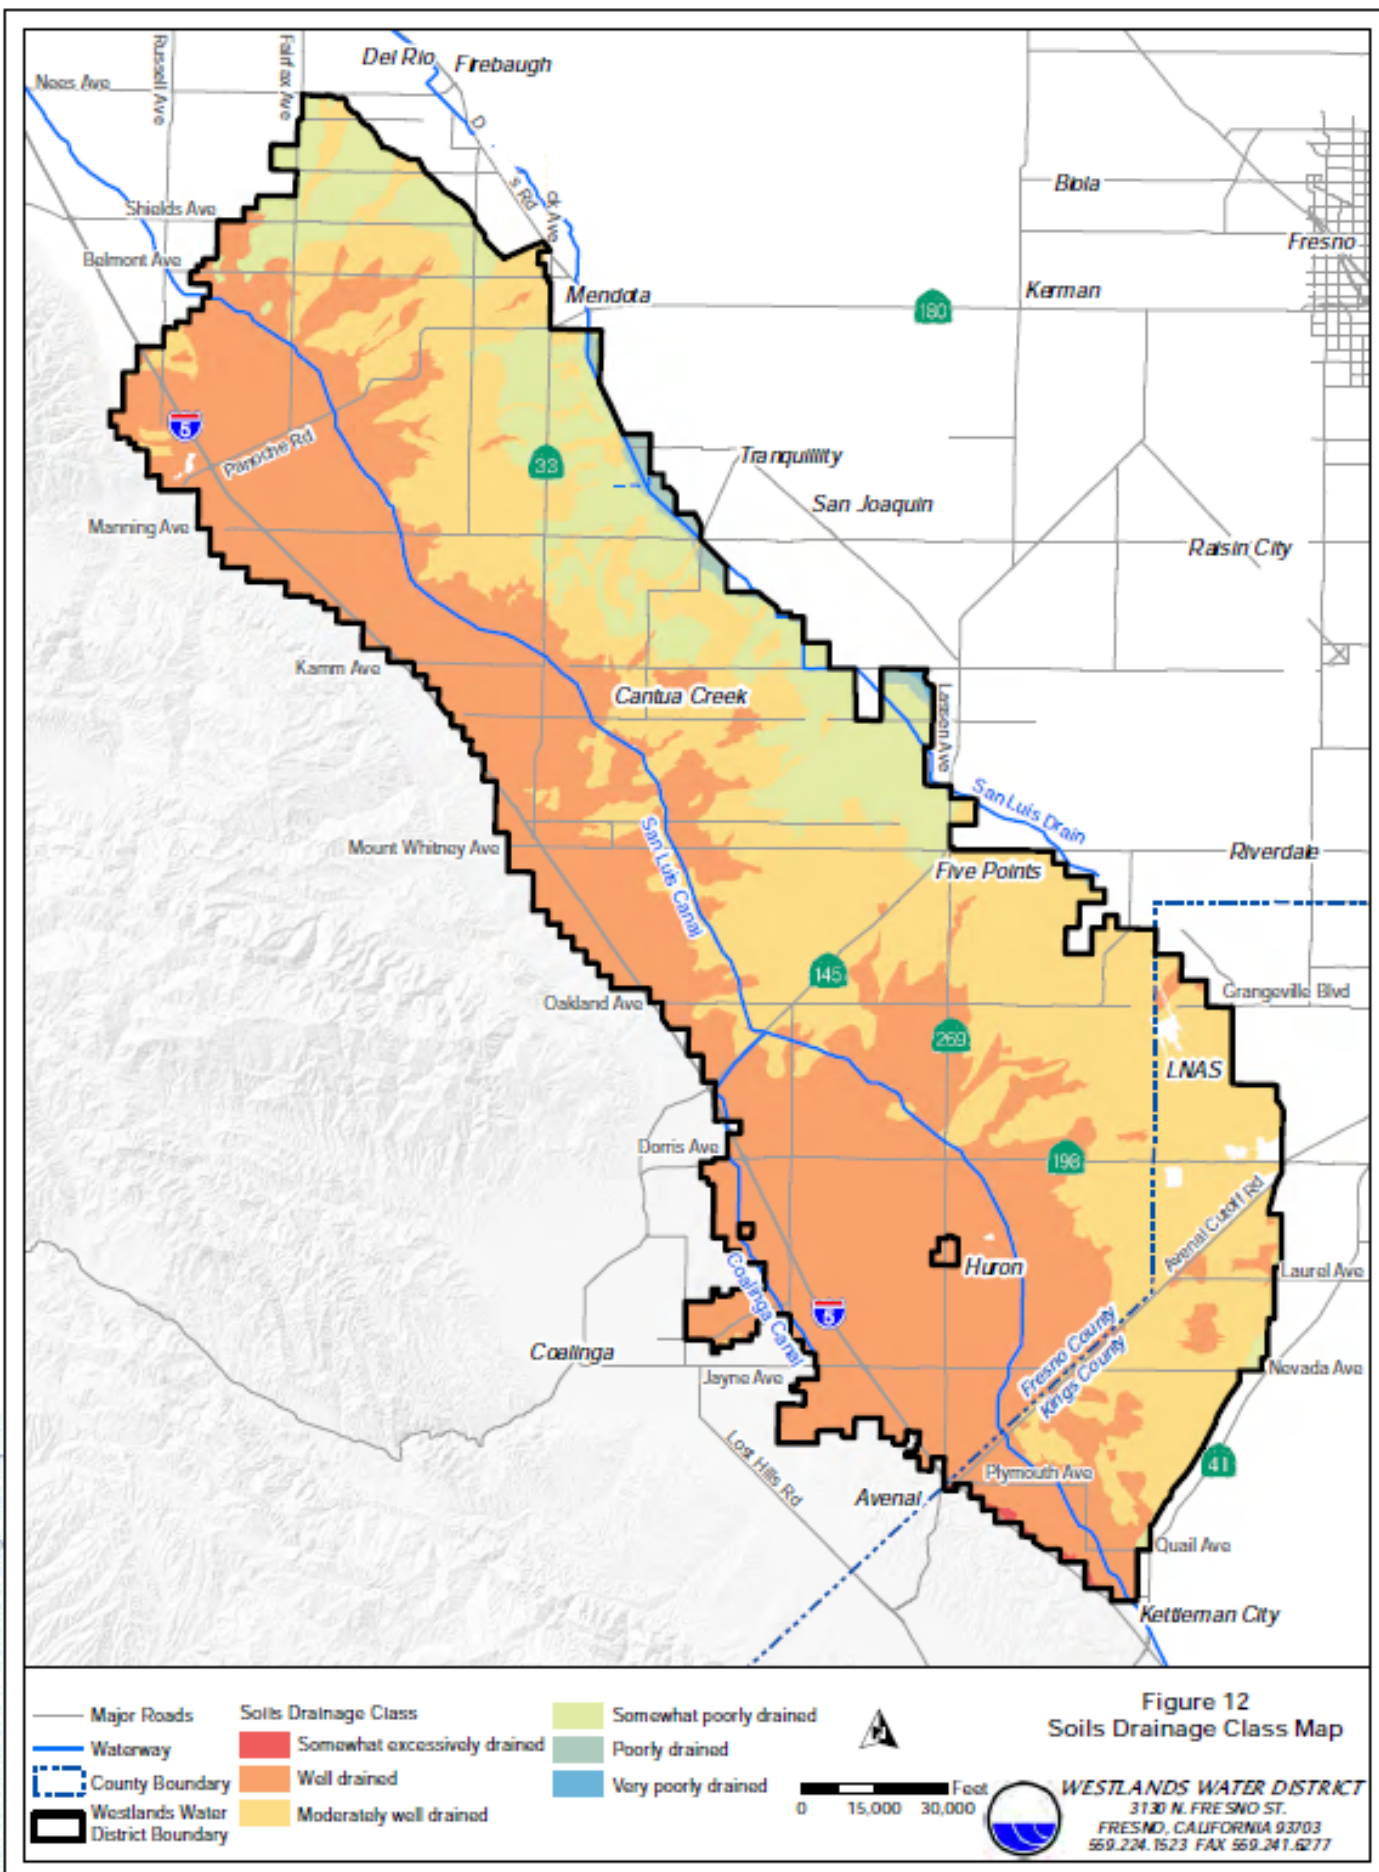 Del Rio
Firebaugh
Nees Ave
Russell Ave
Fairfax Ave
D
s Rd
ck Ave
Shields Ave
Belmont Ave
Mendota
Biola
Fresno
Kerman
180
5
Panoche Rd
33
Tranquillity
San Joaquin
Raisin City
Manning Ave
Kamm Ave
Cantua Creek
Lassen Ave
San Luis Drain
Mount Whitney Ave
San Luis Canal
Five Points
Riverdale
145
Oakland Ave
269
Grangeville Blvd
LNAS
Dorris Ave
198
Avenal Cutoff Rd
Huron
Laurel Ave
Coalinga Canal
5
Fresno County
Kings County
Coalinga
Jayne Ave
Nevada Ave
Lost Hills Rd
Plymouth Ave
41
Avenal
Quail Ave
Kettleman City
Major Roads
Waterway
County Boundary
Westlands Water
District Boundary
Soils Drainage Class
Somewhat excessively drained
Well drained
Moderately well drained
Somewhat poorly drained
Poorly drained
Very poorly drained
N
Feet
0 15,000 30,000
Figure 12
Soils Drainage Class Map
WESTLANDS WATER DISTRICT
3130 N. FRESNO ST.
FRESNO, CALIFORNIA 93703
559.224.1523 FAX 559.241.6277